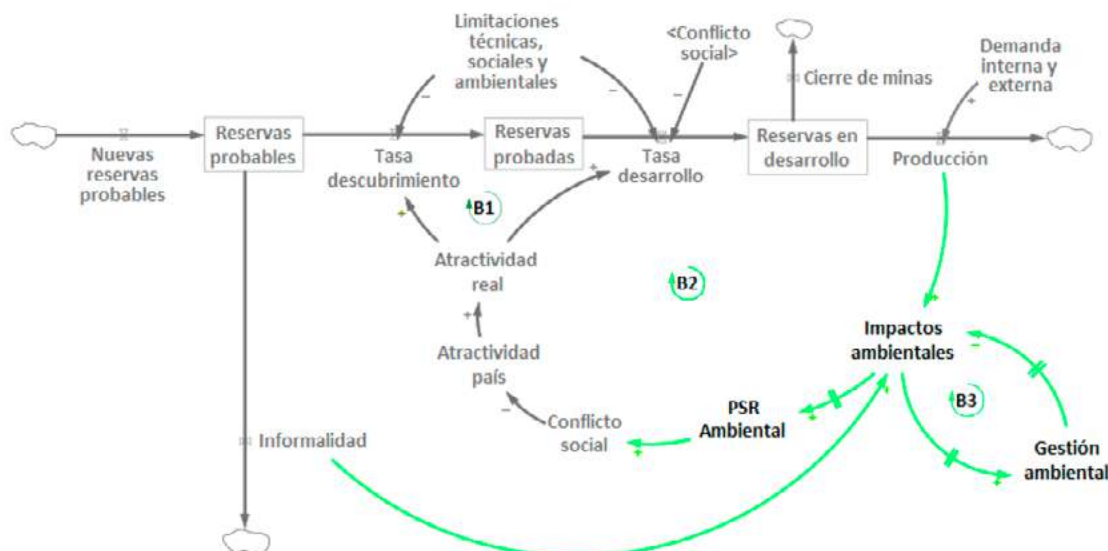 Limitaciones
técnicas,
sociales y
ambientales
<Conflicto
social>
Cierre de minas
Demanda
interna y
externa
Nuevas
reservas
probables
Reservas
probables
Tasa
descubrimiento
Reservas
probadas
Tasa
desarrollo
Reservas en
desarrollo
Producción
B1
Atractividad
real
B2
Atractividad
país
Impactos
ambientales
B3
Conflicto
social
PSR
Ambiental
Gestión
ambiental
Informalidad